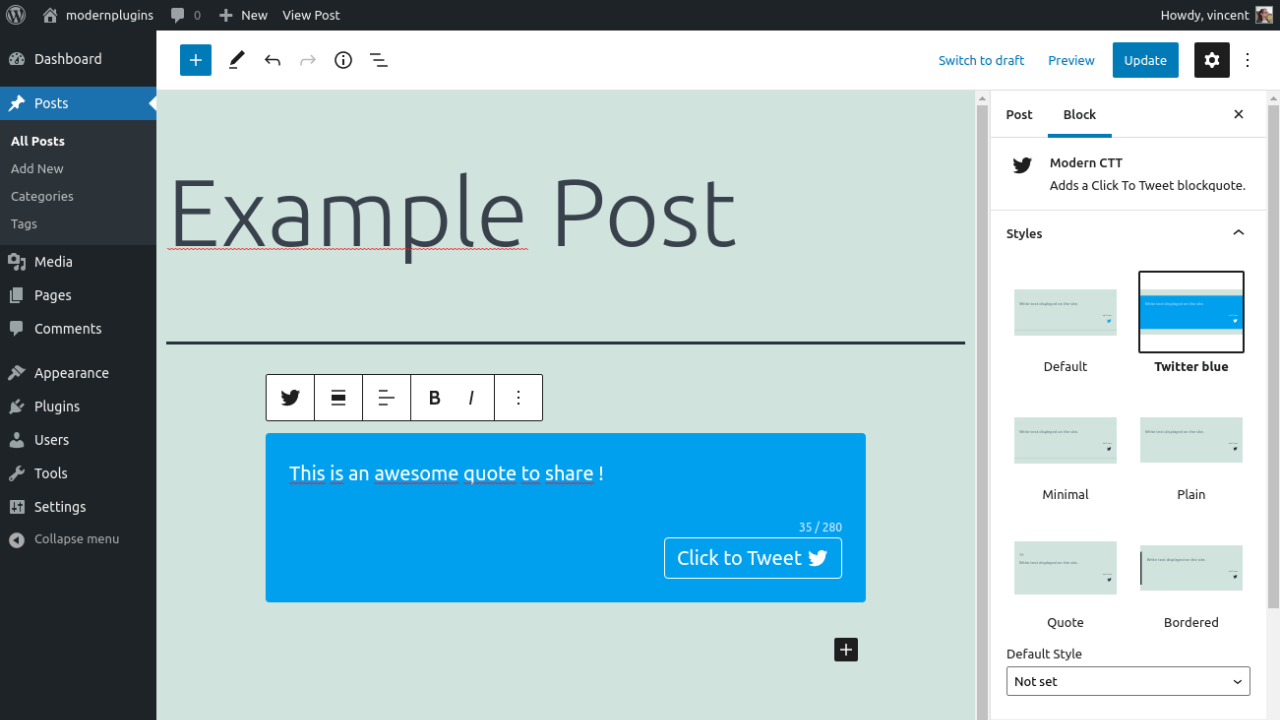 modernplugins 0 New View Post Howdy, vincent
Dashboard
Posts
All Posts
Add New
Categories
Tags
Media
Pages
Comments
Appearance
Plugins
Users
Tools
Settings
Collapse menu
Switch to draft Preview Update
Example Post
B I
This is an awesome quote to share !
35 / 280
Click to Tweet
Post Block
Modern CTT
Adds a Click To Tweet blockquote.
Styles
Default Twitter blue
Minimal Plain
Quote Bordered
Default Style
Not set